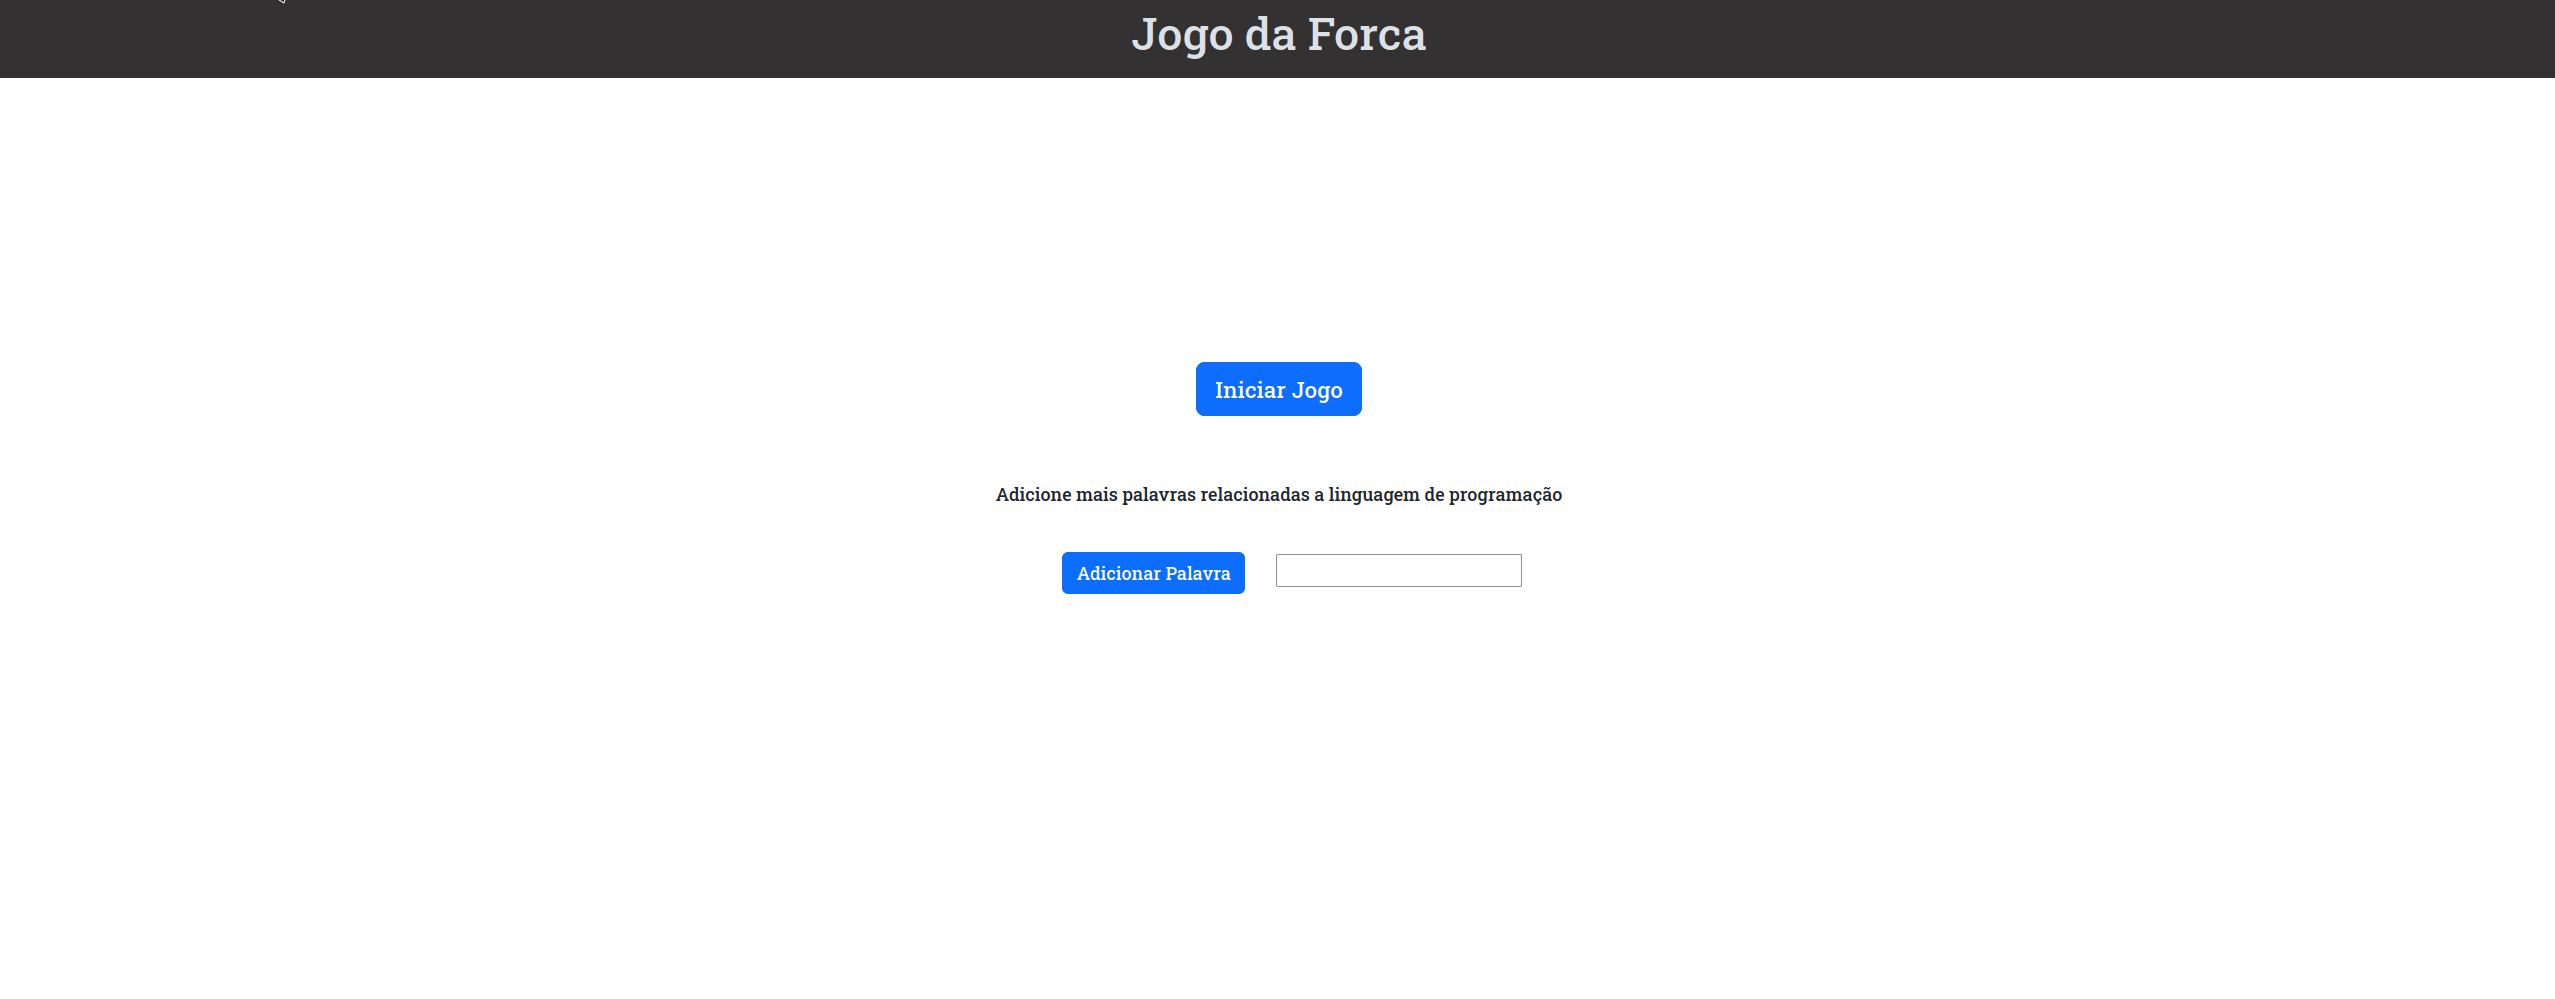 Jogo da Forca
Iniciar Jogo
Adicione mais palavras relacionadas a linguagem de programação
Adicionar Palavra